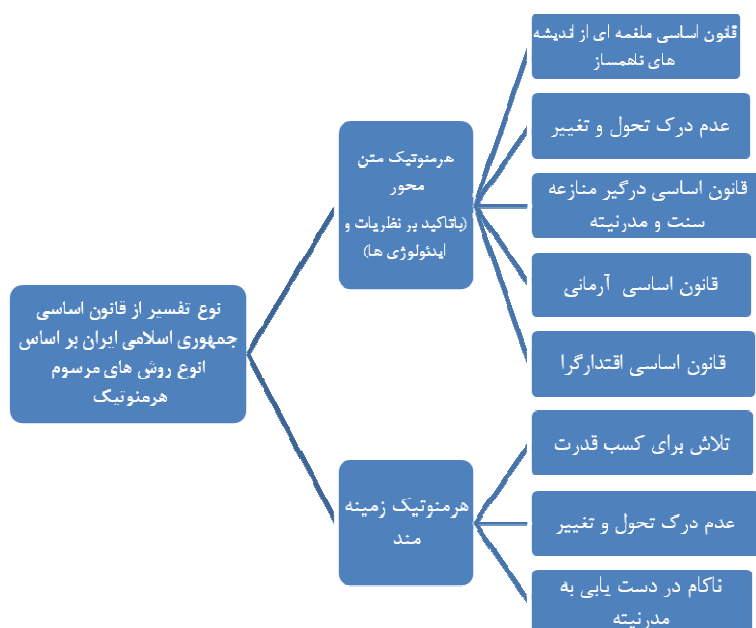 نوع تفسیر از قانون اساسی
جمهوری اسلامی ایران بر اساس
انوع روش های مرسوم
هرمنوتیک
هرمنوتیک متن
محور
(باتاکید بر نظریات و
ایدئولوژی ها)
قانون اساسی ملغمه ای از اندیشه
های ناهمساز
عدم درک تحول و تغییر
قانون اساسی درگیر منازعه
سنت و مدرنیته
قانون اساسی آرمانی
قانون اساسی اقتدارگرا
هرمنوتیک زمینه
مند
تلاش برای کسب قدرت
عدم درک تحول و تغییر
ناکام در دست یابی به
مدرنیته